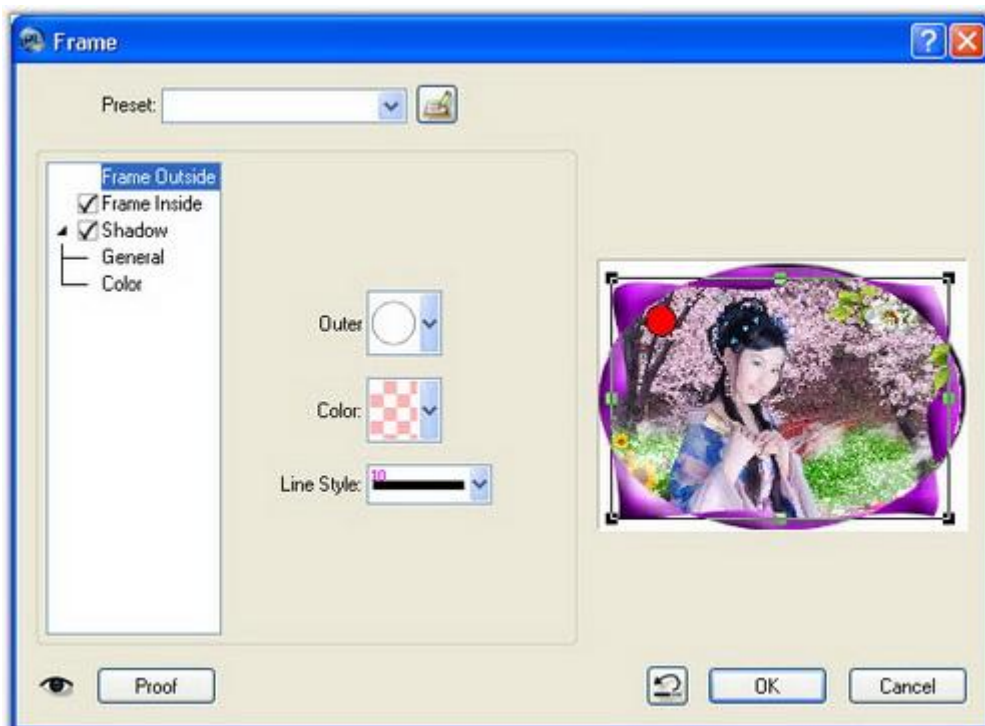 Frame
Preset:
Frame Outside
Frame Inside
Shadow
General
Color
Outer
Color:
Line Style:
10
Proof
OK
Cancel